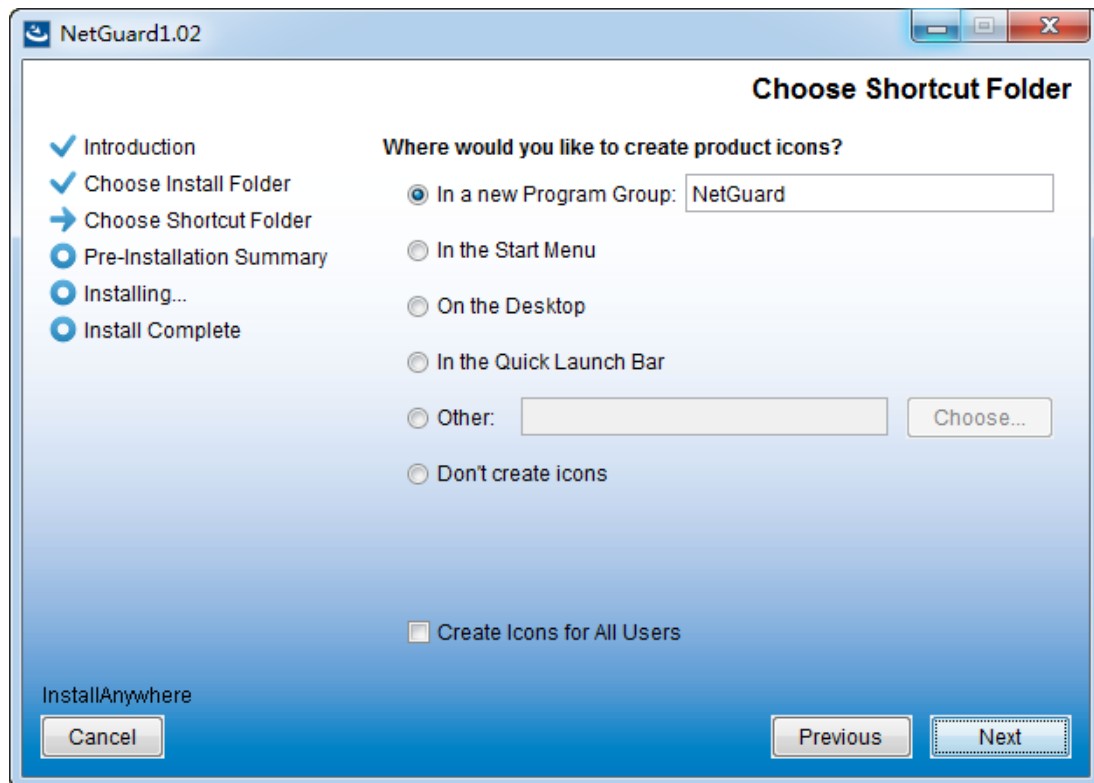 NetGuard1.02
Choose Shortcut Folder
Introduction
Choose Install Folder
Choose Shortcut Folder
Pre-Installation Summary
Installing...
Install Complete
Where would you like to create product icons?
In a new Program Group: NetGuard
In the Start Menu
On the Desktop
In the Quick Launch Bar
Other: Choose...
Don't create icons
Create Icons for All Users
InstallAnywhere
Cancel Previous Next